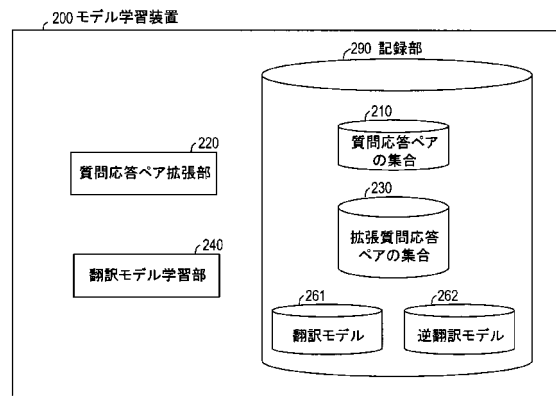 200 モデル学習装置
290 記録部
210
質問応答ペア
の集合
220
質問応答ペア拡張部
230
拡張質問応答
ペアの集合
240
翻訳モデル学習部
261
翻訳モデル
262
逆翻訳モデル